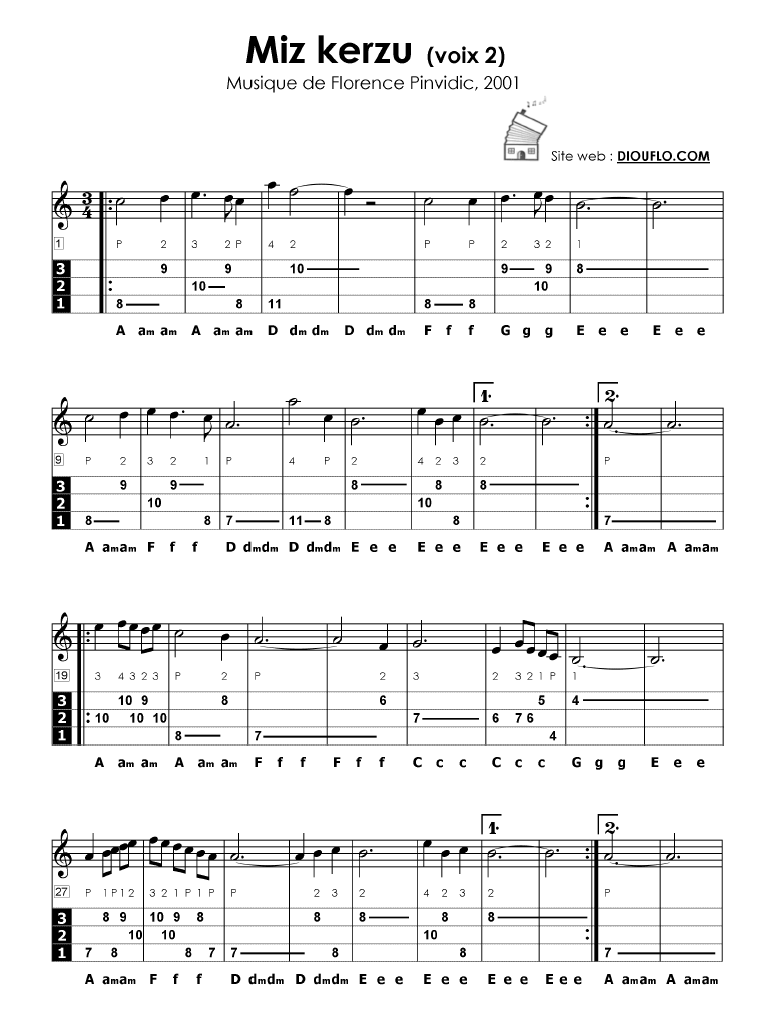 Miz kerzu (voix 2)
Musique de Florence Pinvidic, 2001
Site web : DIOUFLO.COM
3
4
1 P 2 3 2 P 4 2 P P 2 3 2 1
3 9 9 10 9 9 8
2 10 10
1 8 8 11 8 8
A am am A am am D dm dm D dm dm F f f G g g E e e E e e
1. 2.
9 P 2 3 2 1 P 4 P 2 4 2 3 2 P
3 9 9 8 8 8
2 10 10
1 8 8 7 11 8 8 7
A amam F f f D dmdm D dmdm E e e E e e E e e E e e A amam A amam
19 3 4 3 2 3 P 2 P 2 3 2 3 2 1 P 1
3 10 9 8 6 5 4
2 10 10 10 7 6 7 6
1 8 7 4
A am am A am am F f f F f f C c c C c c G g g E e e
1. 2.
27 P 1 P 1 2 3 2 1 P 1 P P 2 3 2 4 2 3 2 P
3 8 9 10 9 8 8 8 8 8
2 10 10 10
1 7 8 8 7 7 8 8 7
A amam F f f D dmdm D dmdm E e e E e e E e e E e e A amam A amam